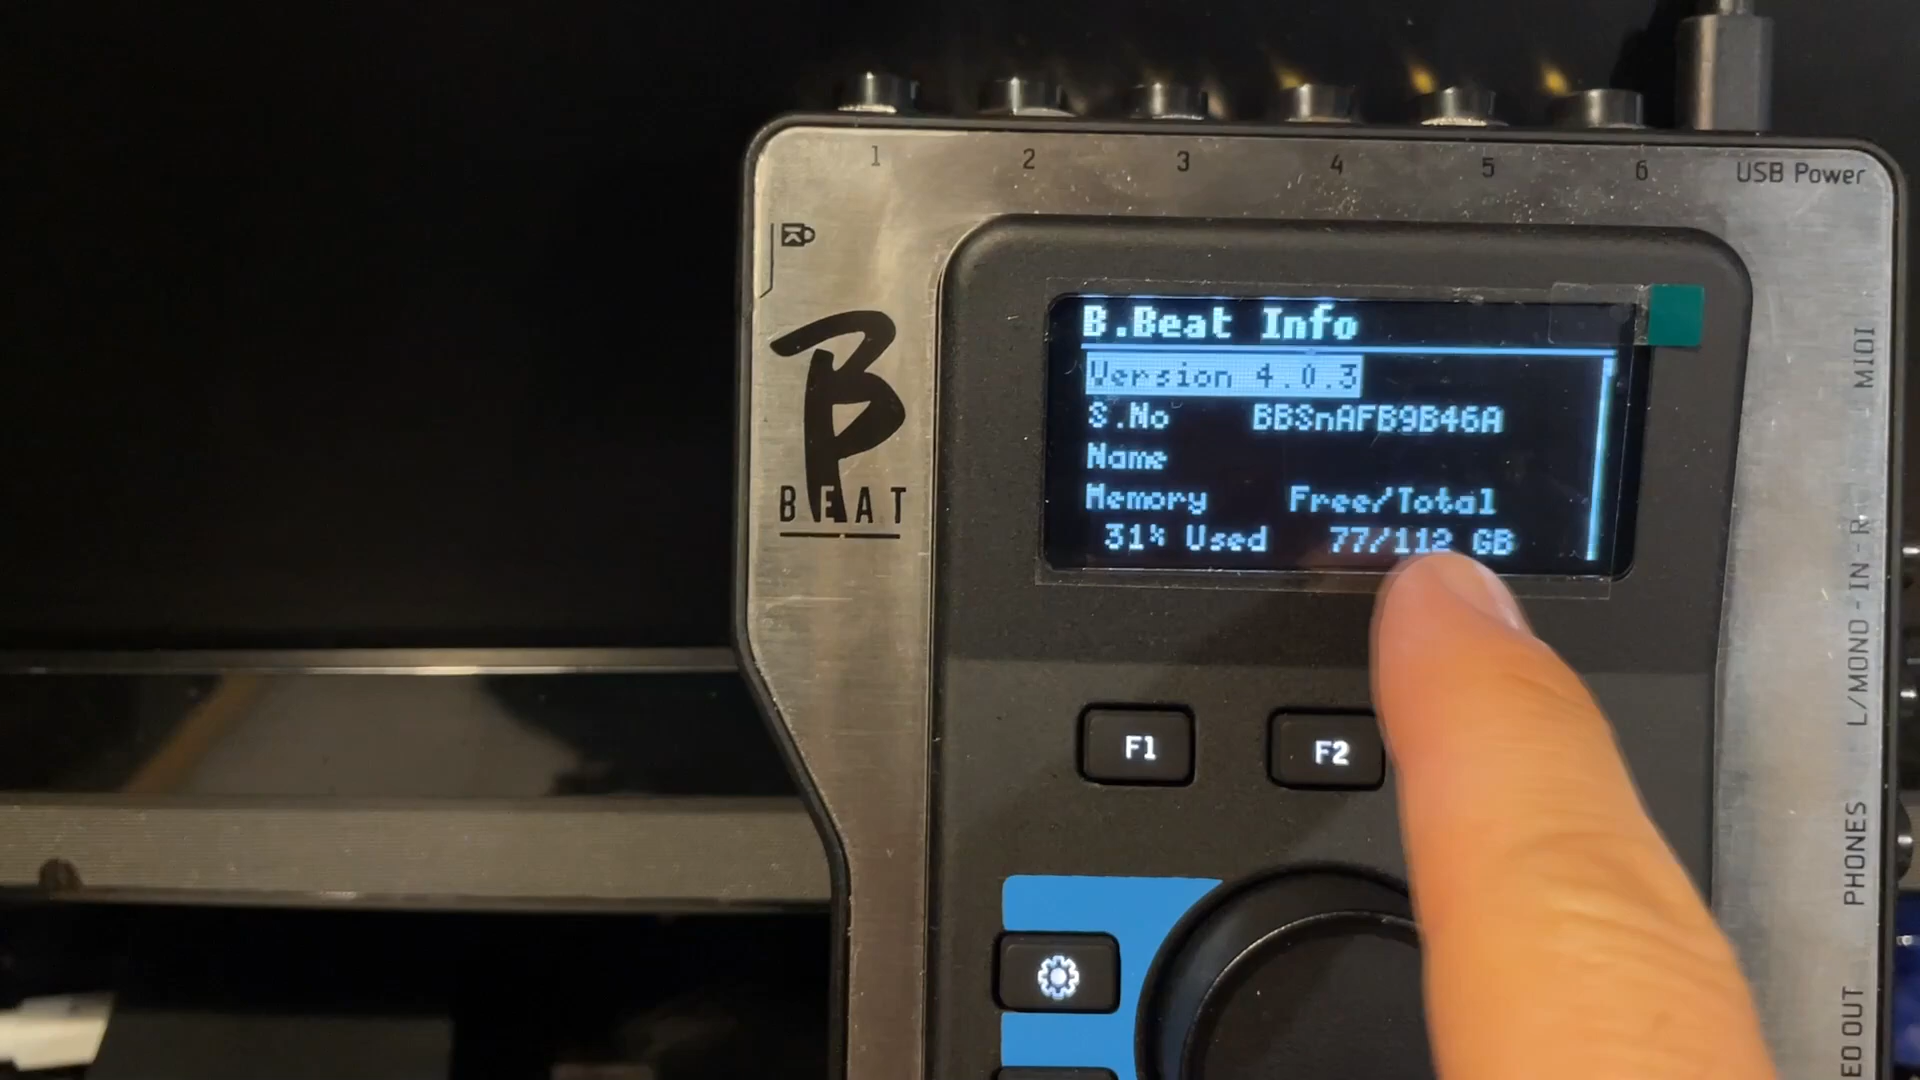 1 2 3 4 5 6 USB Power
B
BEAT
B.Beat Info
Version 4.0.3
S.No BBSnAFB9B46A
Name
Memory Free/Total
31% Used 77/112 GB
F1 F2
MIDI
L/MONO - IN - R
PHONES
EO OUT